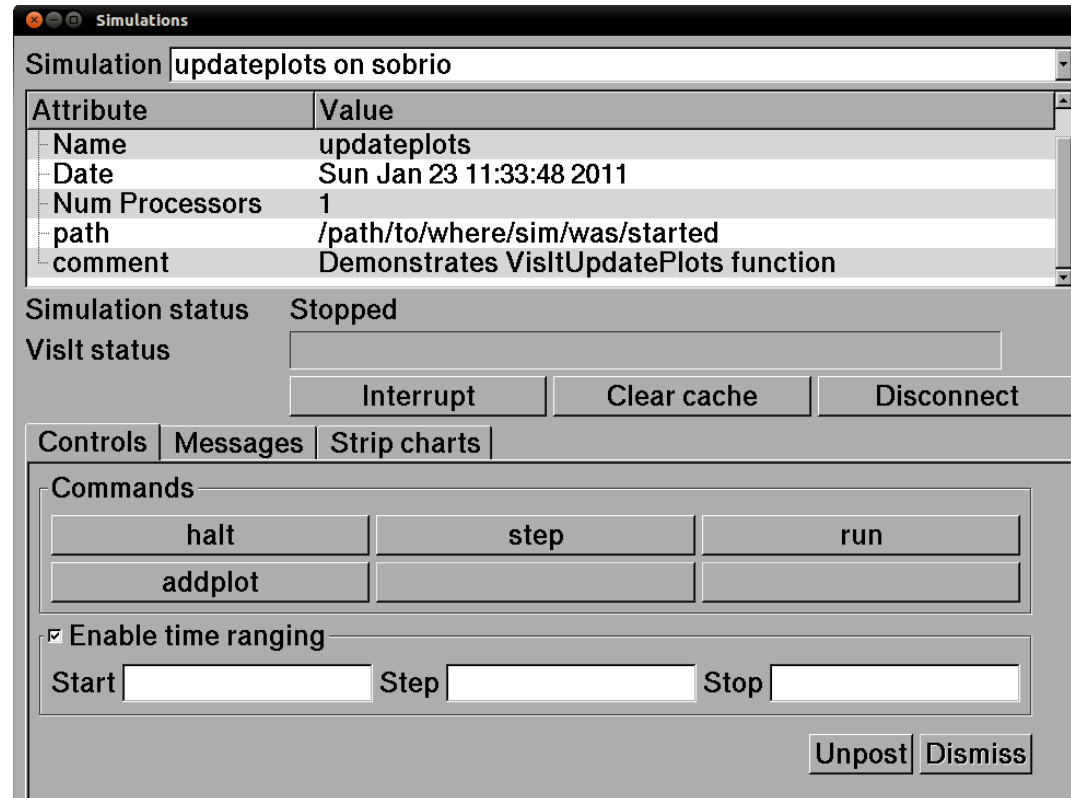 Simulations
Simulation updateplots on sobrio
Attribute Value
Name updateplots
Date Sun Jan 23 11:33:48 2011
Num Processors 1
path /path/to/where/sim/was/started
comment Demonstrates VisItUpdatePlots function
Simulation status Stopped
VisIt status
Interrupt Clear cache Disconnect
Controls Messages Strip charts
Commands
halt step run
addplot
Enable time ranging
Start Step Stop
Unpost Dismiss